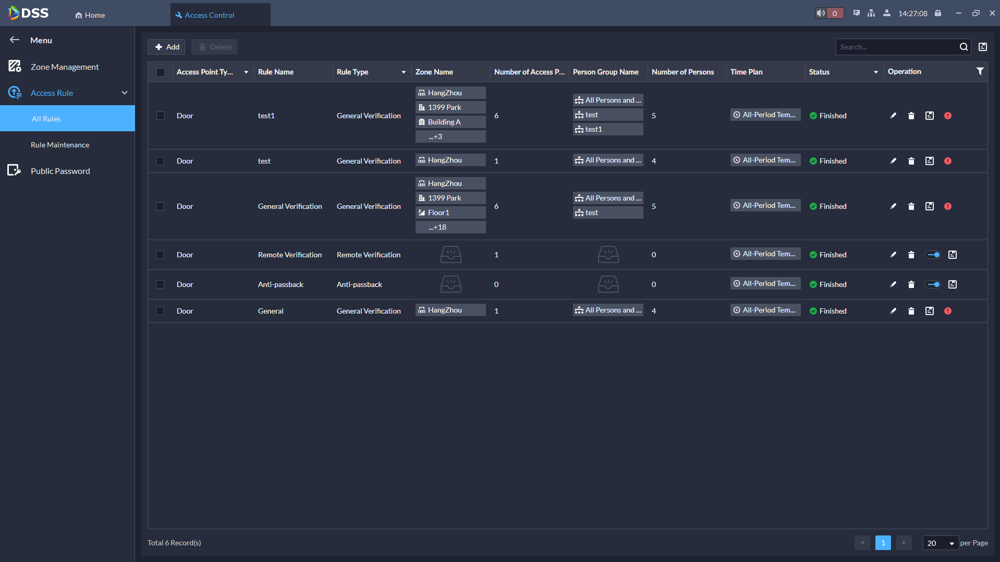 DSS
Home
Access Control
0
14:27:08
Menu
Zone Management
Access Rule
All Rules
Rule Maintenance
Public Password
Add
Delete
Search...
Access Point Ty... Rule Name Rule Type Zone Name Number of Access P... Person Group Name Number of Persons Time Plan Status Operation
Door test1 General Verification
HangZhou
1399 Park
Building A
...+3
6
All Persons and ...
test
test1
5
All-Period Tem...
Finished
Door test General Verification HangZhou 1 All Persons and ... 4 All-Period Tem... Finished
Door General Verification General Verification
HangZhou
1399 Park
Floor1
...+18
6
All Persons and ...
test
5
All-Period Tem...
Finished
Door Remote Verification Remote Verification 1 0 All-Period Tem... Finished
Door Anti-passback Anti-passback 0 0 All-Period Tem... Finished
Door General General Verification HangZhou 1 All Persons and ... 4 All-Period Tem... Finished
Total 6 Record(s)
1
20
per Page